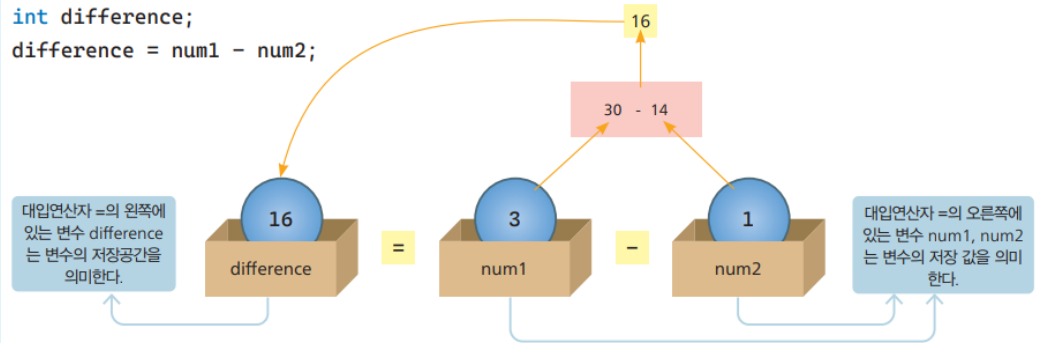 int difference;
difference = num1 − num2;
16
30 - 14
대입연산자 =의 왼쪽에
있는 변수 difference
는 변수의 저장공간을
의미한다.
16
difference
=
3
num1
−
1
num2
대입연산자 =의 오른쪽에
있는 변수 num1, num2
는 변수의 저장 값을 의미
한다.